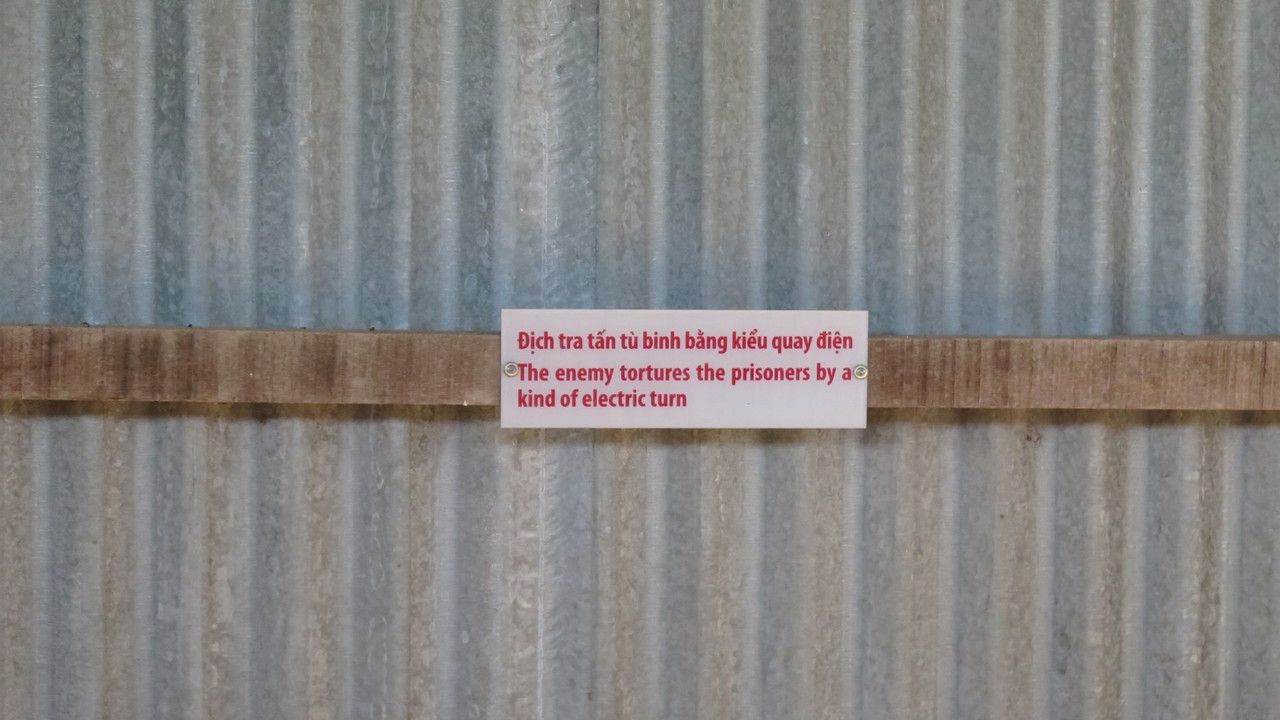 Địch tra tấn tù binh bằng kiểu quay điện
The enemy tortures the prisoners by a
kind of electric turn